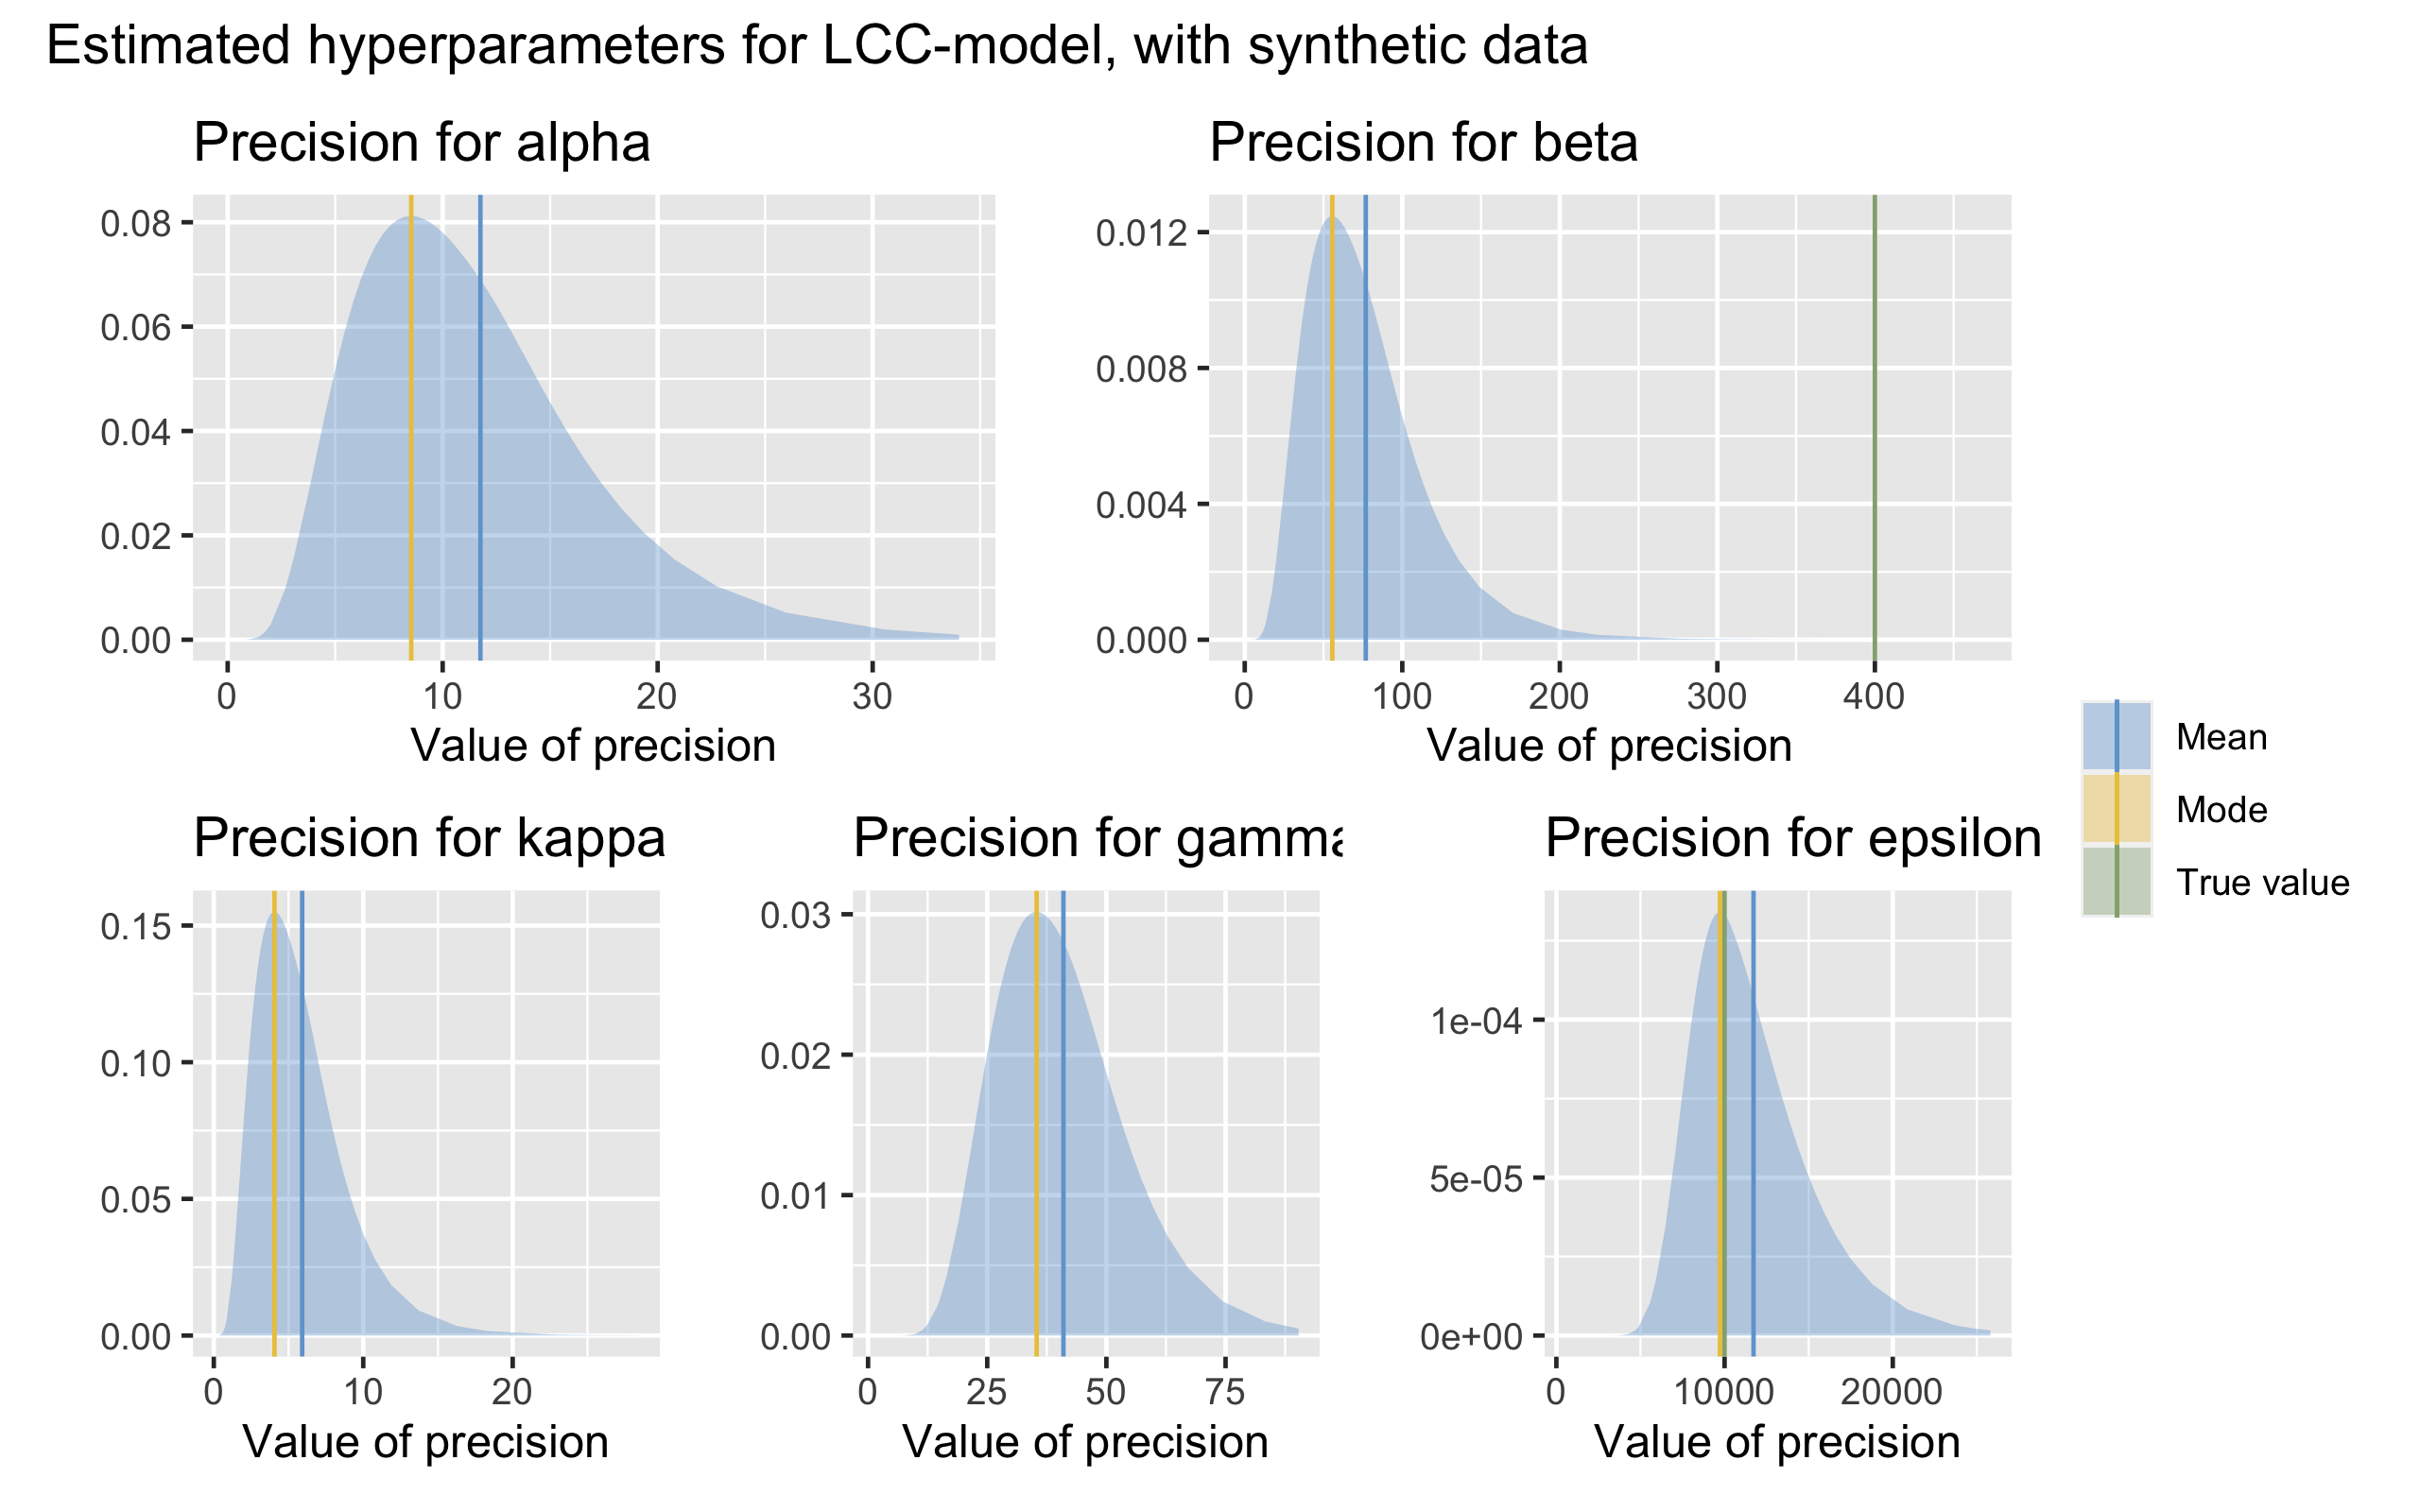 Estimated hyperparameters for LCC-model, with synthetic data
Precision for alpha
0.08
0.06
0.04
0.02
0.00
0 10 20 30
Value of precision
Precision for beta
0.012
0.008
0.004
0.000
0 100 200 300 400
Value of precision
Precision for kappa
0.15
0.10
0.05
0.00
0 10 20
Value of precision
Precision for gamma
0.03
0.02
0.01
0.00
0 25 50 75
Value of precision
Precision for epsilon
1e-04
5e-05
0e+00
0 10000 20000
Value of precision
Mean
Mode
True value